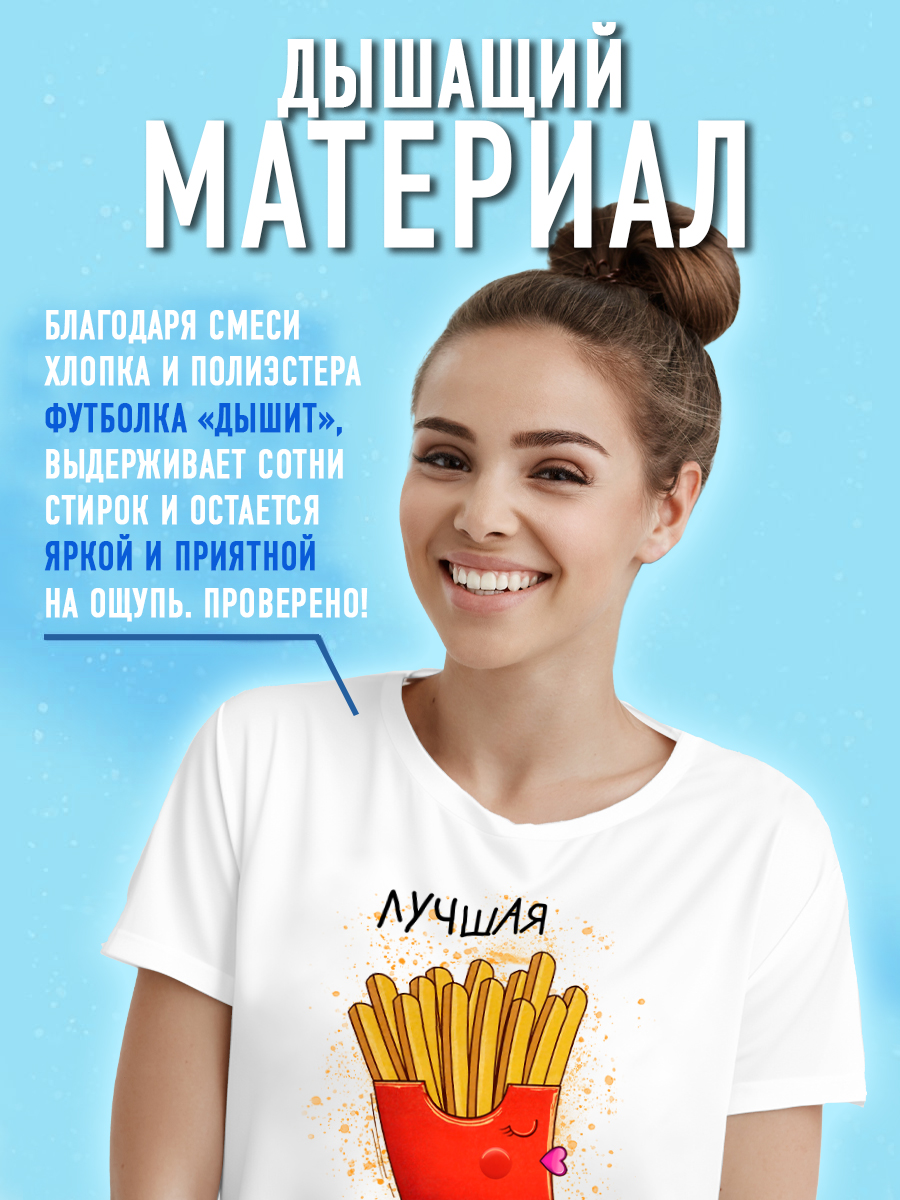 ДЫШАЩИЙ
МАТЕРИАЛ
БЛАГОДАРЯ СМЕСИ
ХЛОПКА И ПОЛИЭСТЕРА
ФУТБОЛКА «ДЫШИТ»,
ВЫДЕРЖИВАЕТ СОТНИ
СТИРОК И ОСТАЕТСЯ
ЯРКОЙ И ПРИЯТНОЙ
НА ОЩУПЬ. ПРОВЕРЕНО!
ЛУЧШАЯ